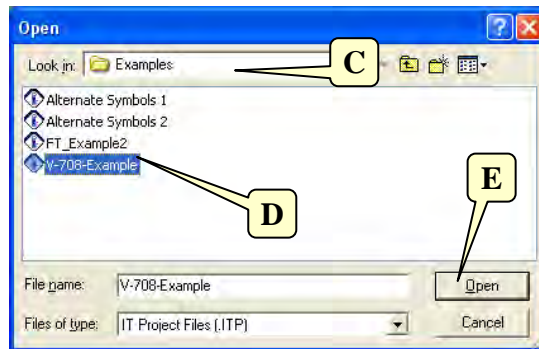 Open
Look in: Examples
C
Alternate Symbols 1
Alternate Symbols 2
FT_Example2
V-708-Example
D
E
File name: V-708-Example Open
Files of type: IT Project Files (.ITP) Cancel